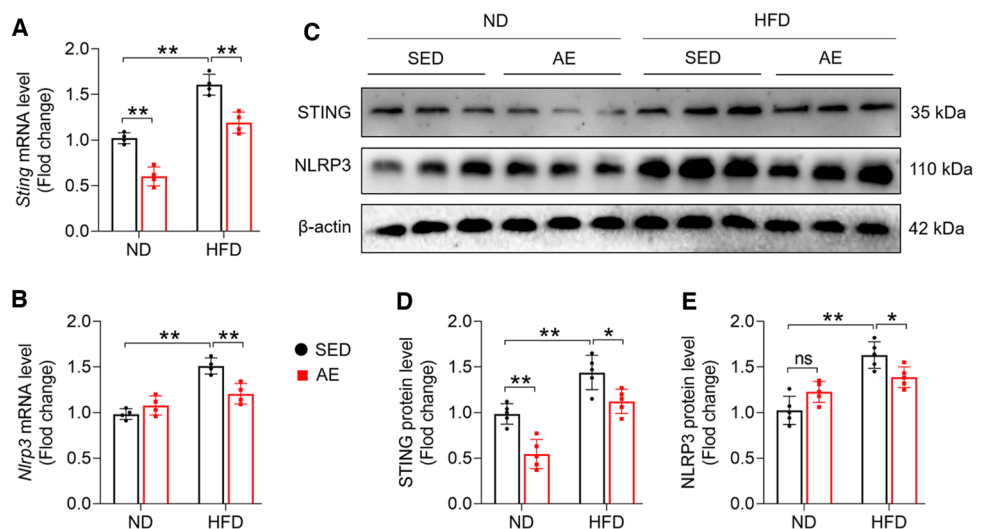 A
Sting mRNA level
(Flod change)
2.0
1.5
1.0
0.5
0.0
**
**
**
ND
HFD
C
ND
HFD
SED
AE
SED
AE
STING
35 kDa
NLRP3
110 kDa
β-actin
42 kDa
B
Nlrp3 mRNA level
(Flod change)
2.0
1.5
1.0
0.5
0.0
**
**
ND
HFD
SED
AE
D
STING protein level
(Flod change)
2.0
1.5
1.0
0.5
0.0
**
**
*
ND
HFD
E
NLRP3 protein level
(Flod change)
2.0
1.5
1.0
0.5
0.0
ns
**
*
ND
HFD